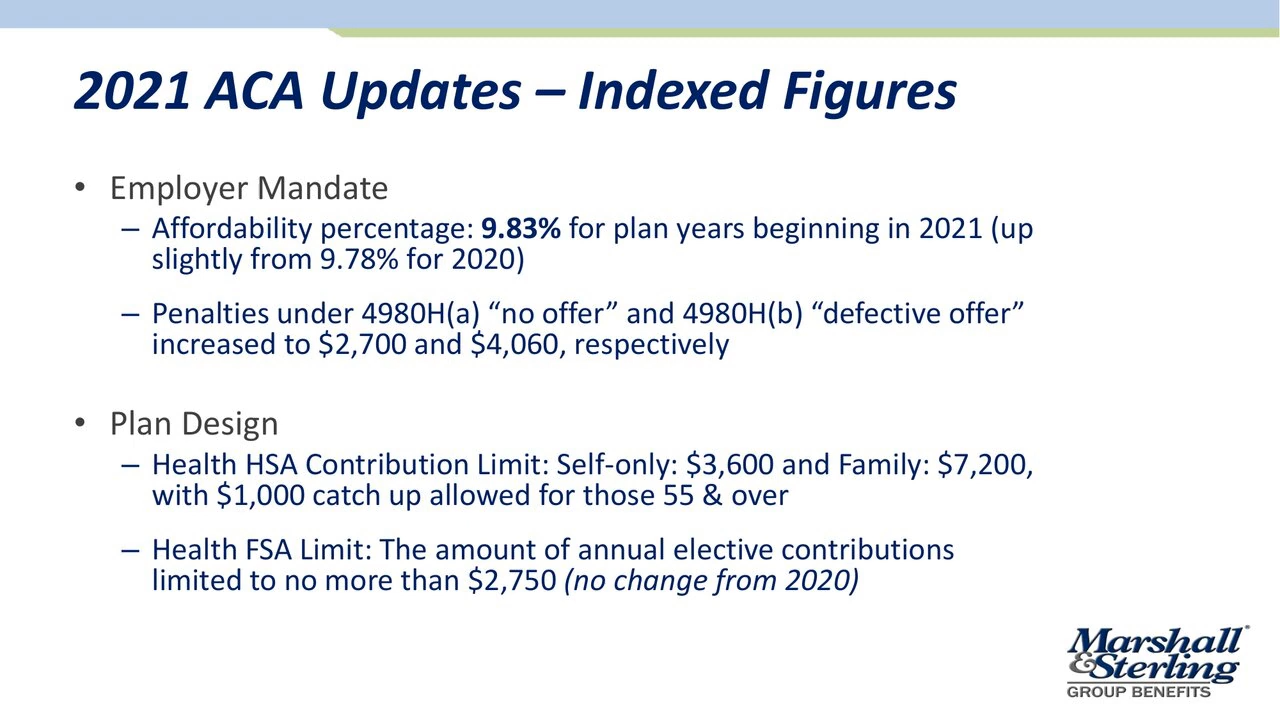 2021 ACA Updates – Indexed Figures
• Employer Mandate
– Affordability percentage: 9.83% for plan years beginning in 2021 (up
slightly from 9.78% for 2020)
– Penalties under 4980H(a) “no offer” and 4980H(b) “defective offer”
increased to $2,700 and $4,060, respectively
• Plan Design
– Health HSA Contribution Limit: Self-only: $3,600 and Family: $7,200,
with $1,000 catch up allowed for those 55 & over
– Health FSA Limit: The amount of annual elective contributions
limited to no more than $2,750 (no change from 2020)
Marshall
&Sterling
GROUP BENEFITS